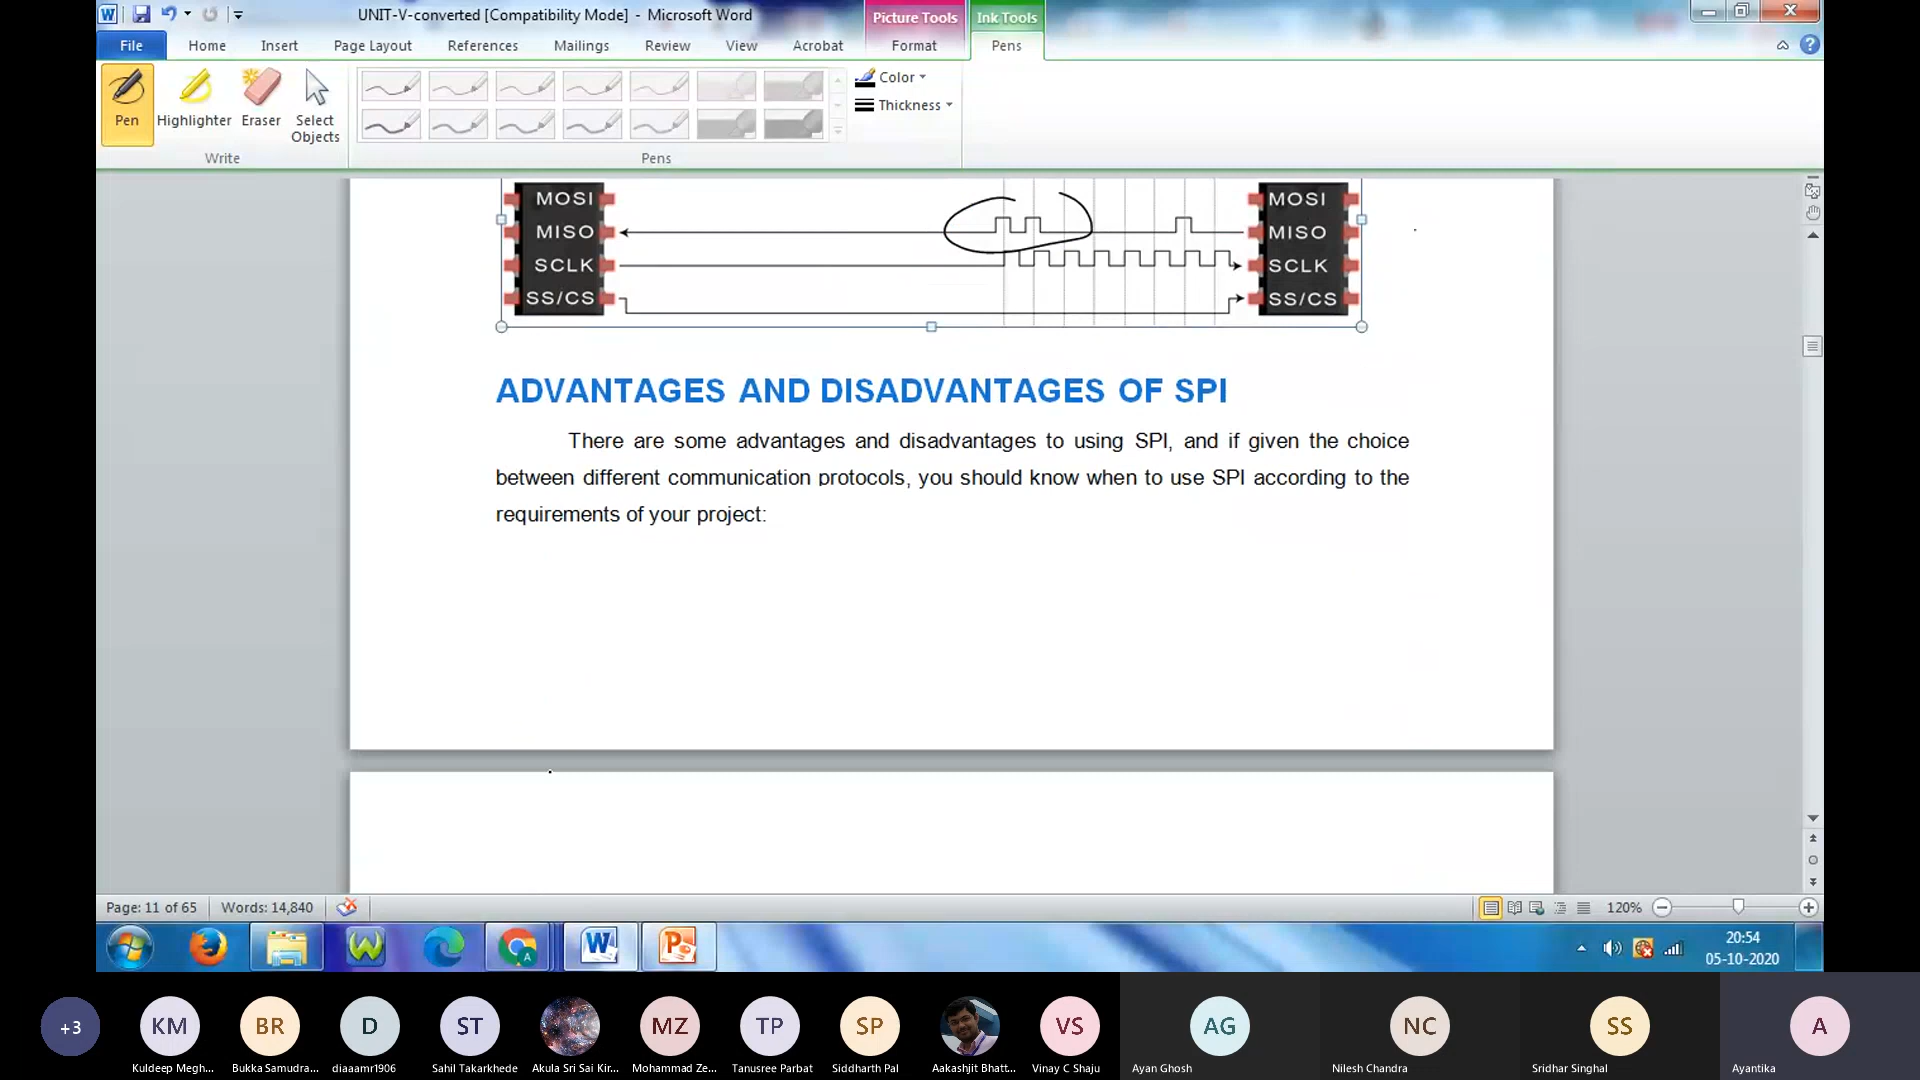 UNIT-V-converted [Compatibility Mode] - Microsoft Word
Picture Tools
Ink Tools
File
Home
Insert
Page Layout
References
Mailings
Review
View
Acrobat
Format
Pens
Pen
Highlighter
Eraser
Select
Objects
Color
Thickness
Write
Pens
MOSI
MISO
SCLK
SS/CS
MOSI
MISO
SCLK
SS/CS
ADVANTAGES AND DISADVANTAGES OF SPI
There are some advantages and disadvantages to using SPI, and if given the choice
between different communication protocols, you should know when to use SPI according to the
requirements of your project:
Page: 11 of 65
Words: 14,840
120%
20:54
05-10-2020
+3
KM
BR
D
ST
MZ
TP
SP
VS
AG
NC
SS
A
Kuldeep Megh...
Bukka Samudra...
diaaamr1906
Sahil Takarkhede
Akula Sri Sai Kir...
Mohammad Ze...
Tanusree Parbat
Siddharth Pal
Aakashjit Bhatt...
Vinay C Shaju
Ayan Ghosh
Nilesh Chandra
Sridhar Singhal
Ayantika